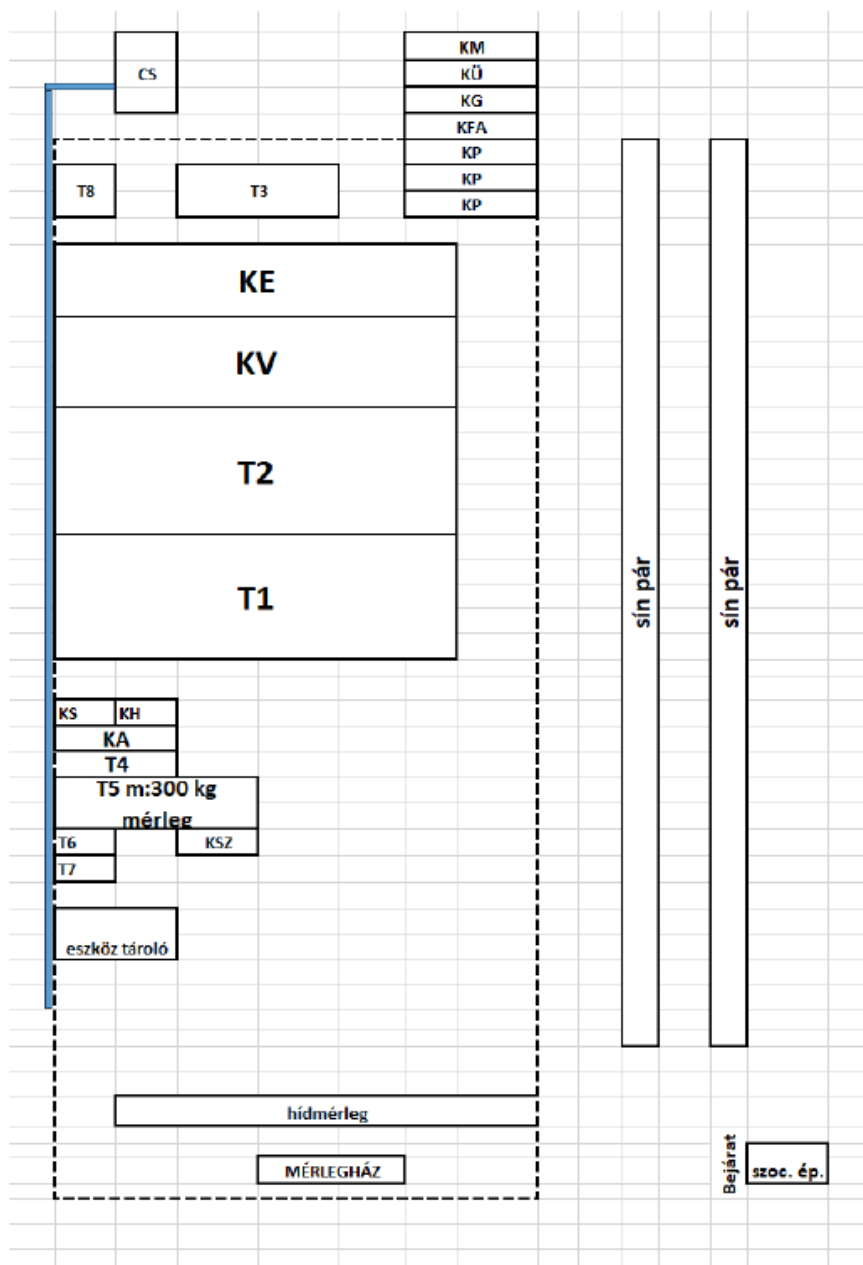 KM
CS
KÜ
KG
KFA
KP
T8
T3
KP
KP
KE
KV
T2
T1
sín pár
sín pár
KS
KH
KA
T4
T5 m:300 kg
mérleg
T6
KSZ
T7
eszköz tároló
hídmérleg
MÉRLEGHÁZ
Bejárat
szoc. ép.